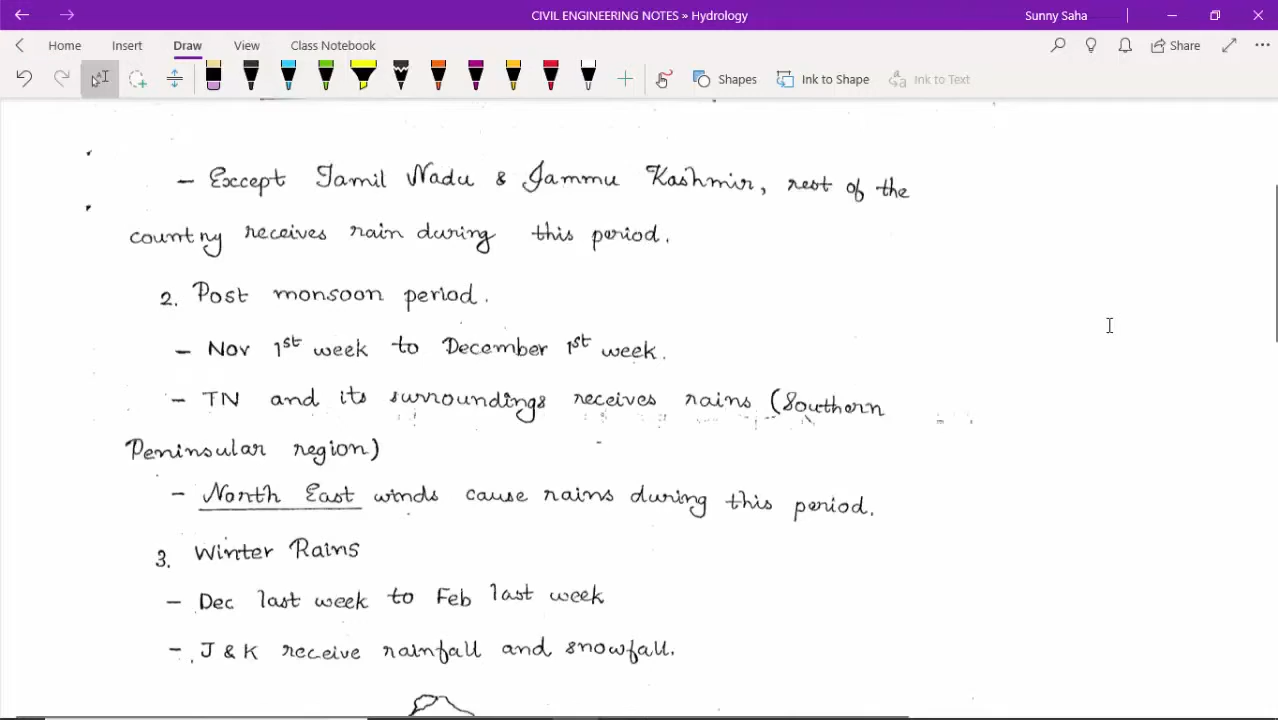 CIVIL ENGINEERING NOTES » Hydrology
Sunny Saha
Home Insert Draw View Class Notebook
Share
Shapes Ink to Shape Ink to Text
- Except Tamil Nadu & Jammu Kashmir, rest of the
country receives rain during this period.
2. Post monsoon period.
- Nov 1st week to December 1st week.
- TN and its surroundings receives rains (Southern
Peninsular region)
- North East winds cause rains during this period.
3. Winter Rains
- Dec last week to Feb last week
- J & K receive rainfall and snowfall.